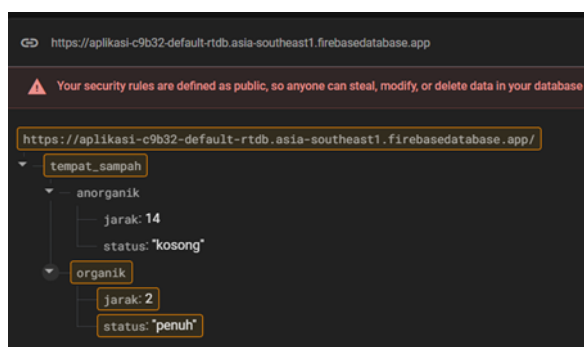 https://aplikasi-c9b32-default-rtdb.asia-southeast1.firebasedatabase.app
Your security rules are defined as public, so anyone can steal, modify, or delete data in your database
https://aplikasi-c9b32-default-rtdb.asia-southeast1.firebasedatabase.app/
tempat_sampah
anorganik
jarak: 14
status: "kosong"
organik
jarak: 2
status: "penuh"